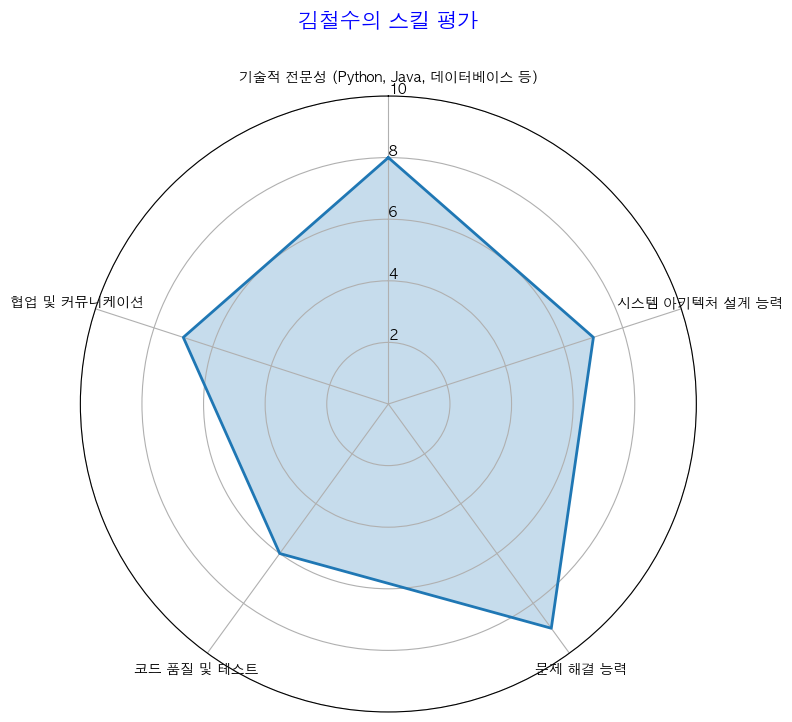 김철수의 스킬 평가
기술적 전문성 (Python, Java, 데이터베이스 등)
10
8
6
4
2
협업 및 커뮤니케이션
시스템 아키텍처 설계 능력
코드 품질 및 테스트
문제 해결 능력